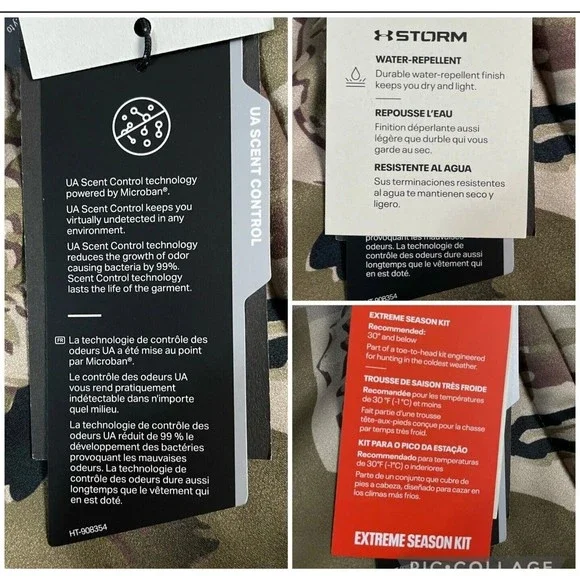 UA Scent Control technology
powered by Microban®.
UA Scent Control keeps you
virtually undetected in any
environment.
UA Scent Control technology
reduces the growth of odor
causing bacteria by 99%.
Scent Control technology
lasts the life of the garment.
FR La technologie de contrôle des
odeurs UA a été mise au point
par Microban®.
Le contrôle des odeurs UA
vous rend pratiquement
indétectable dans n'importe
quel milieu.
La technologie de contrôle des
odeurs UA réduit de 99 % le
développement des bactéries
provoquant les mauvaises
odeurs. La technologie de
contrôle des odeurs dure aussi
longtemps que le vêtement qui
en est doté.
HT-908354
UA SCENT CONTROL
STORM
WATER-REPELLENT
Durable water-repellent finish
keeps you dry and light.
REPOUSSE L'EAU
Finition déperlante aussi
légère que durable qui vous
garde au sec.
RESISTENTE AL AGUA
Sus terminaciones resistentes
al agua te mantienen seco y
ligero.
provoquant les mauvaises
odeurs. La technologie de
contrôle des odeurs dure aussi
longtemps que le vêtement qui
en est doté.
HT-908354
EXTREME SEASON KIT
Recommended:
30° and below
Part of a toe-to-head kit engineered
for hunting in the coldest weather.
TROUSSE DE SAISON TRÈS FROIDE
Recommandée pour les températures
de 30 °F (-1 °C) et moins
Fait partie d'une trousse
tête-aux-pieds conçue pour la chasse
par temps très froid.
KIT PARA O PICO DA ESTAÇÃO
Recomendado para temperaturas
de 30°F (-1°C) o inferiores
Parte de un conjunto que cubre de
pies a cabeza, diseñado para cazar en
los climas más fríos.
EXTREME SEASON KIT
PIC•COLLAGE